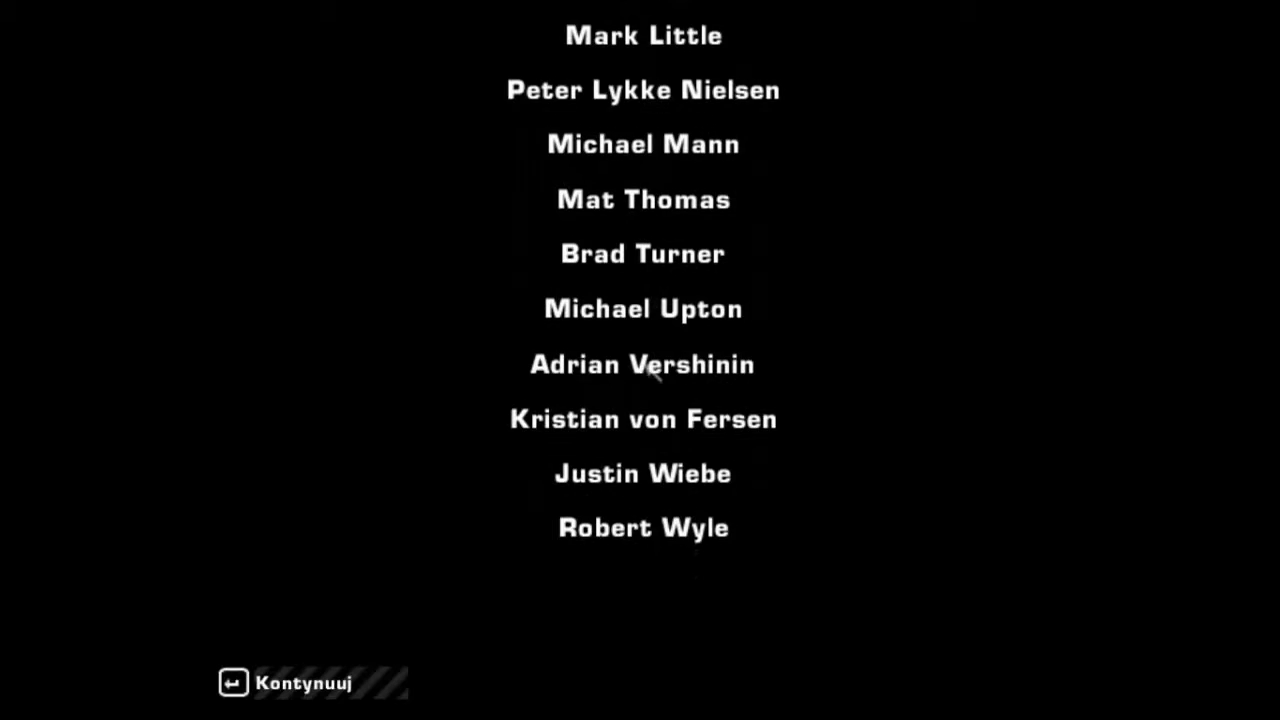 Mark Little
Peter Lykke Nielsen
Michael Mann
Mat Thomas
Brad Turner
Michael Upton
Adrian Vershinin
Kristian von Fersen
Justin Wiebe
Robert Wyle
Kontynuuj